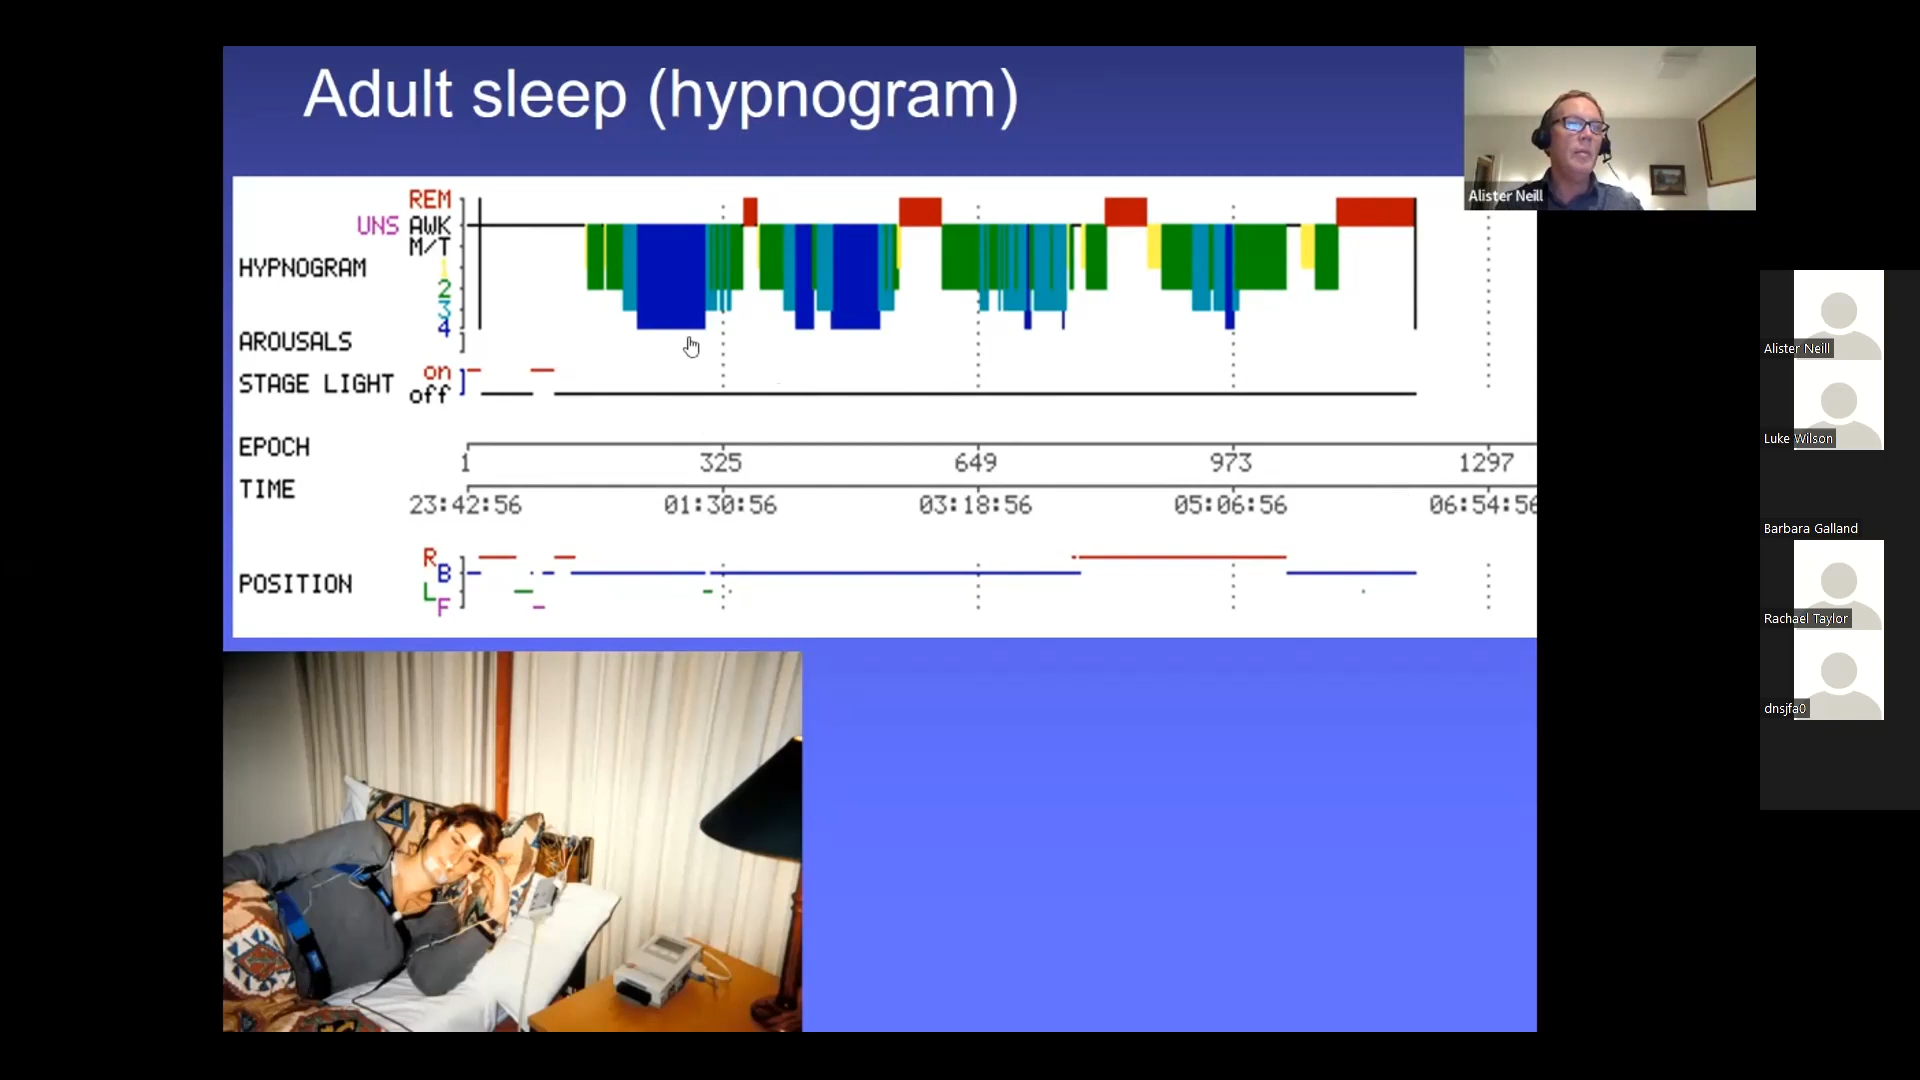 Adult sleep (hypnogram)
Alister Neill
REM
UNS AWK
M/T
HYPNOGRAM
1
2
3
4
AROUSALS
on
STAGE LIGHT
off
EPOCH
1 325 649 973 1297
TIME
23:42:56 01:30:56 03:18:56 05:06:56 06:54:56
R
B
POSITION
L
F
Alister Neill
Luke Wilson
Barbara Galland
Rachael Taylor
dnsjfa0